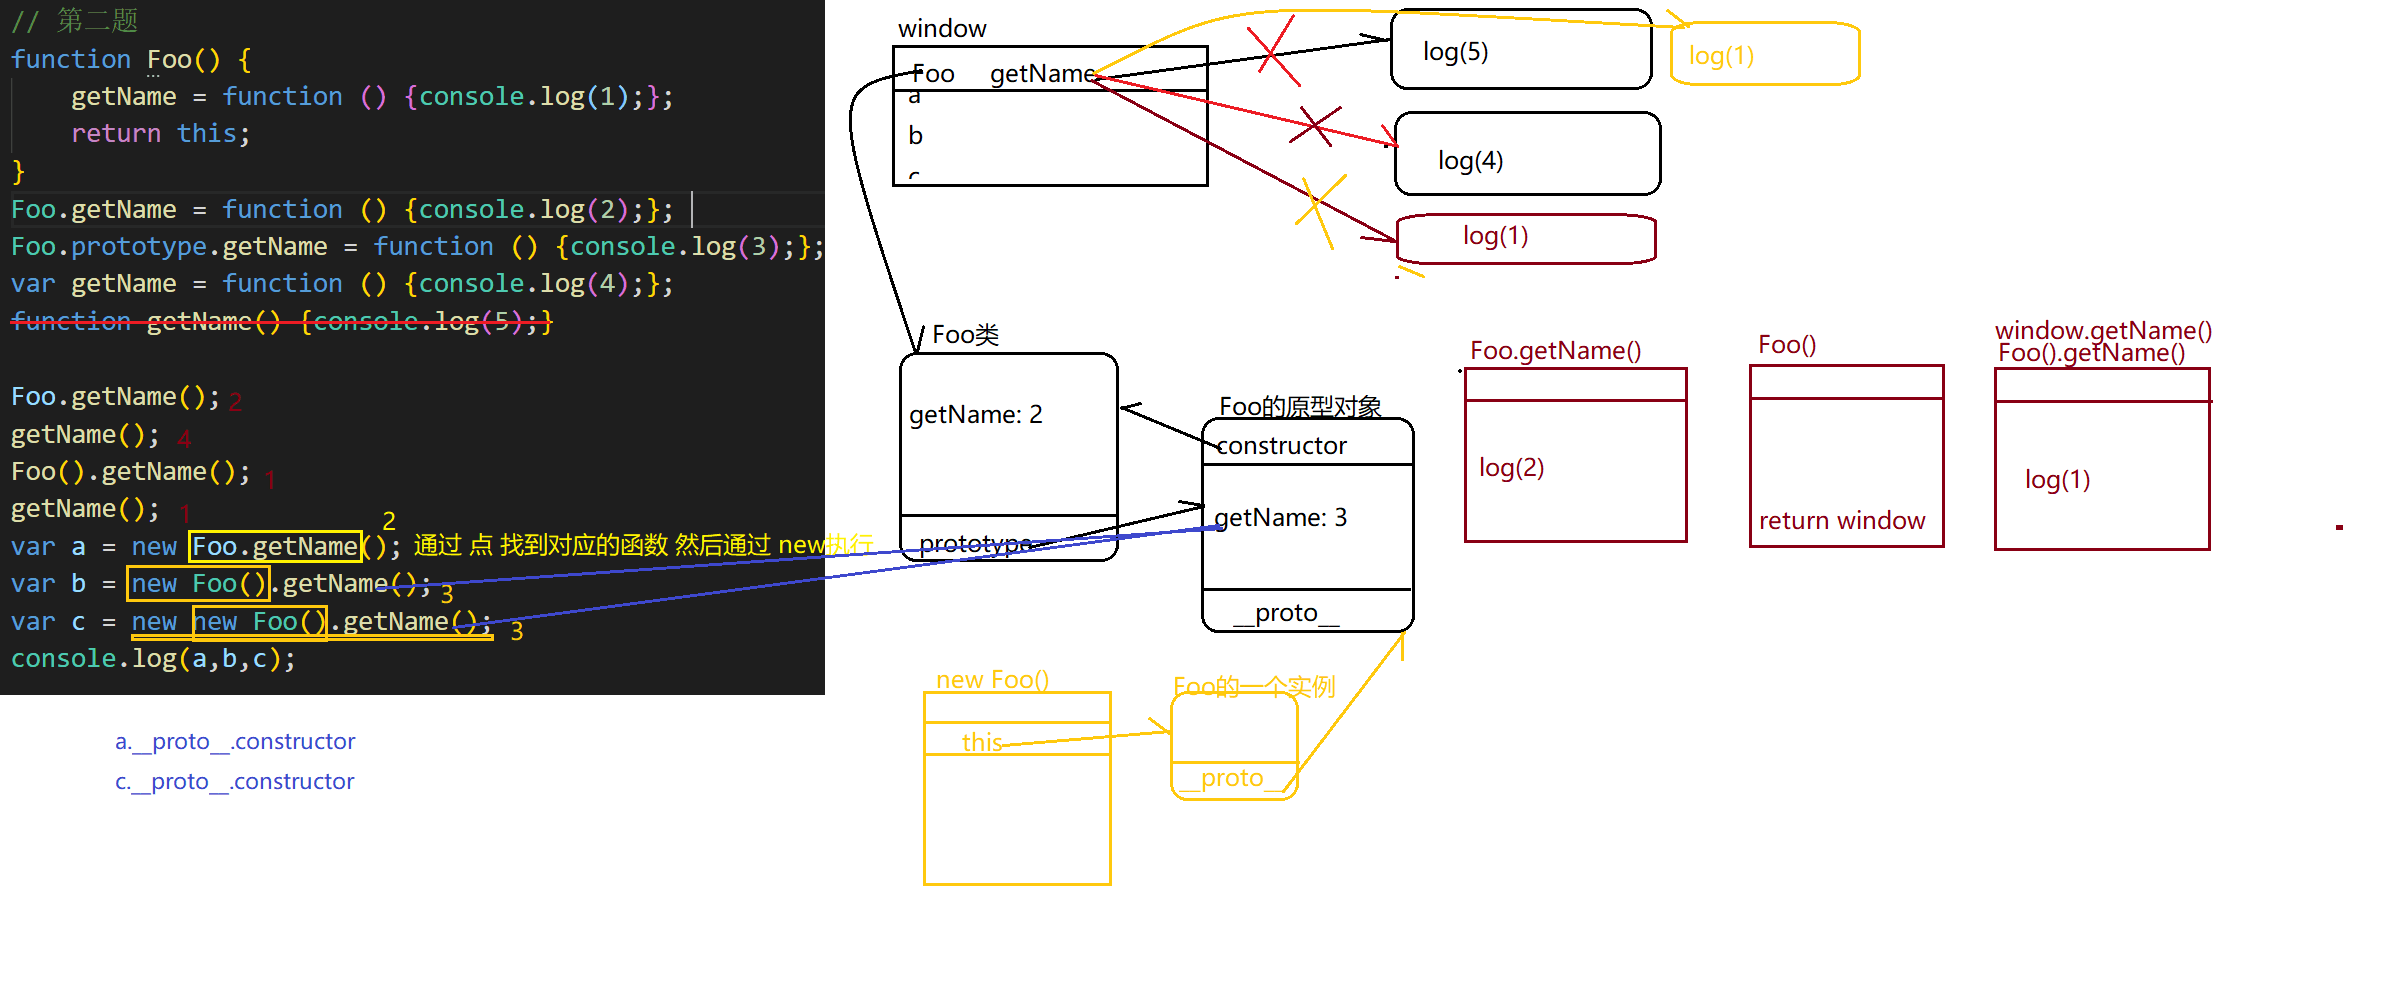 // 第二题
function Foo() {
getName = function () {console.log(1);};
return this;
}
Foo.getName = function () {console.log(2);};
Foo.prototype.getName = function () {console.log(3);};
var getName = function () {console.log(4);};
function getName() {console.log(5);}
Foo.getName(); 2
getName(); 4
Foo().getName(); 1
getName(); 1
var a = new Foo.getName(); 2 通过 点 找到对应的函数 然后通过 new执行
var b = new Foo().getName(); 3
var c = new new Foo().getName(); 3
console.log(a,b,c);
a.__proto__.constructor
c.__proto__.constructor
window
Foo getName
a
b
c
log(5)
log(1)
log(4)
log(1)
Foo类
getName: 2
prototype
Foo的原型对象
constructor
getName: 3
__proto__
Foo.getName()
log(2)
Foo()
return window
window.getName()
Foo().getName()
log(1)
new Foo()
this
Foo的一个实例
__proto__